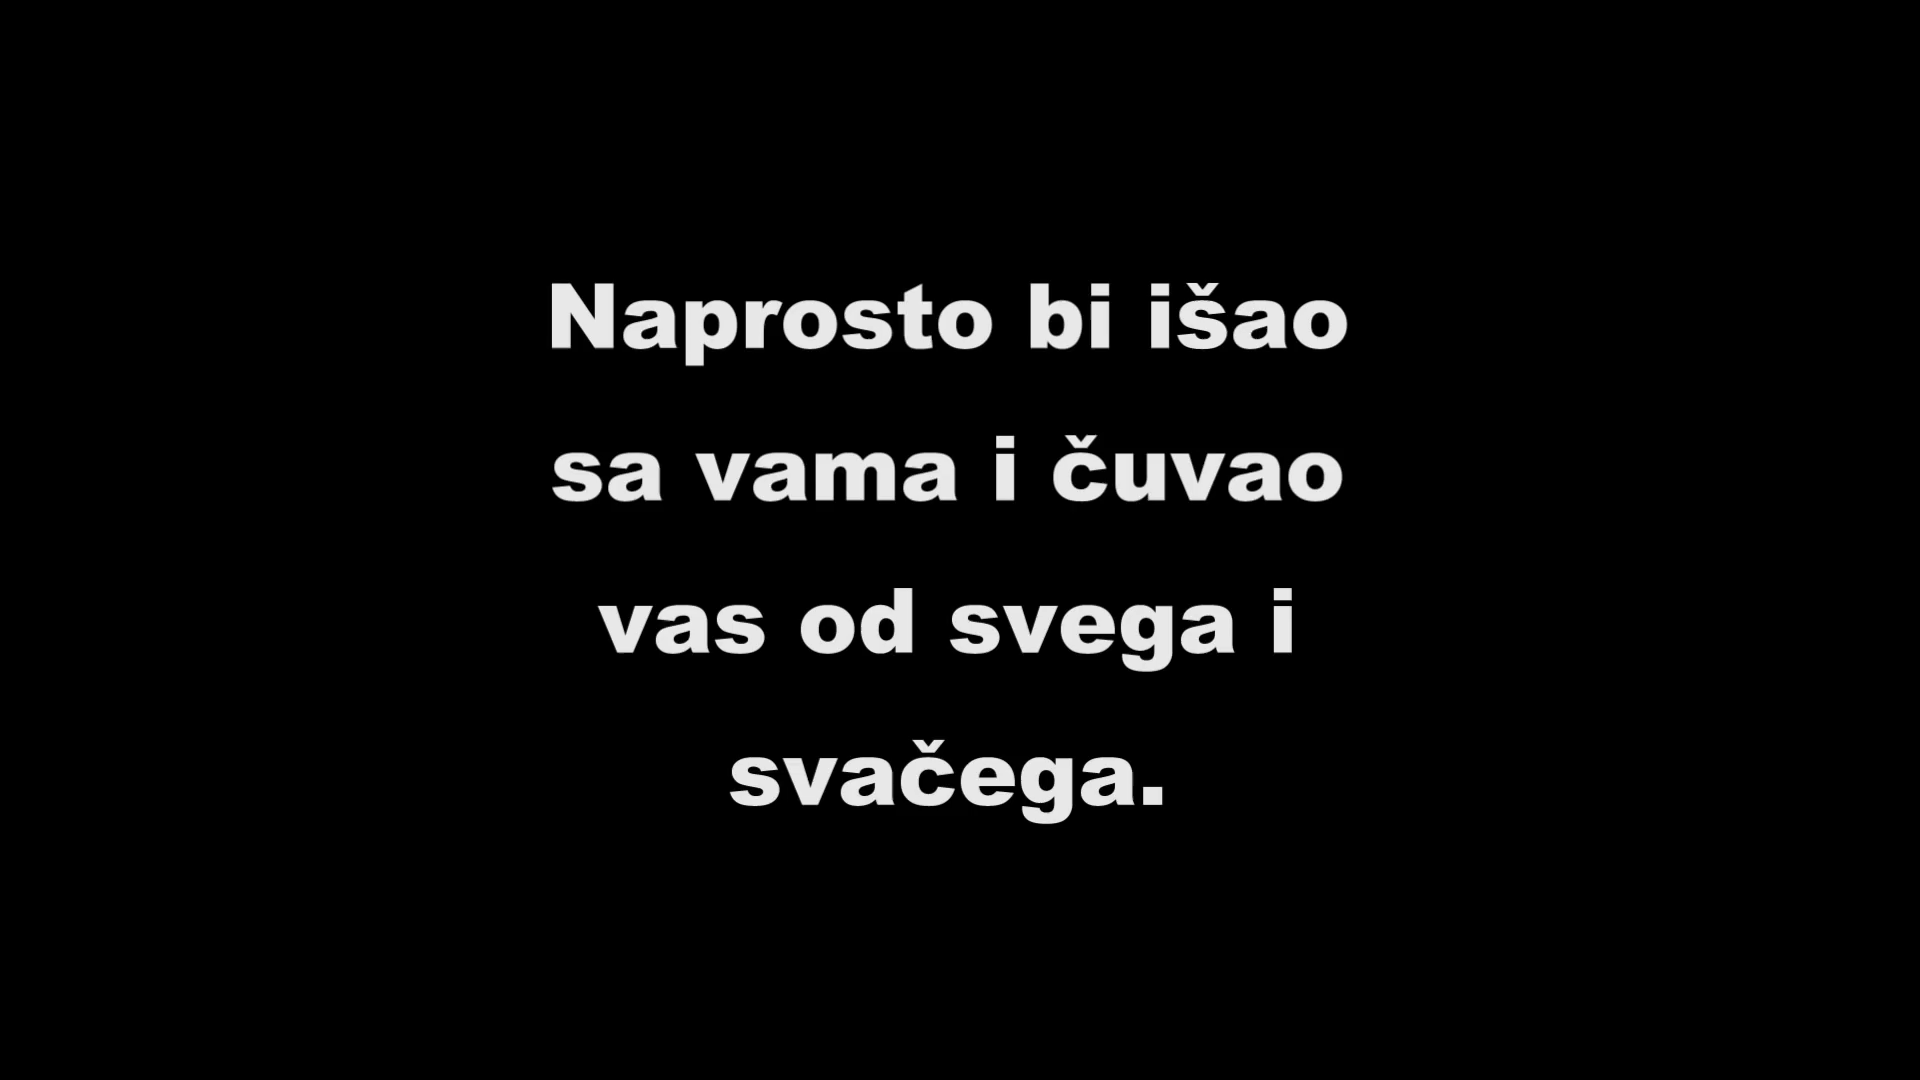 Naprosto bi išao
sa vama i čuvao
vas od svega i
svačega.